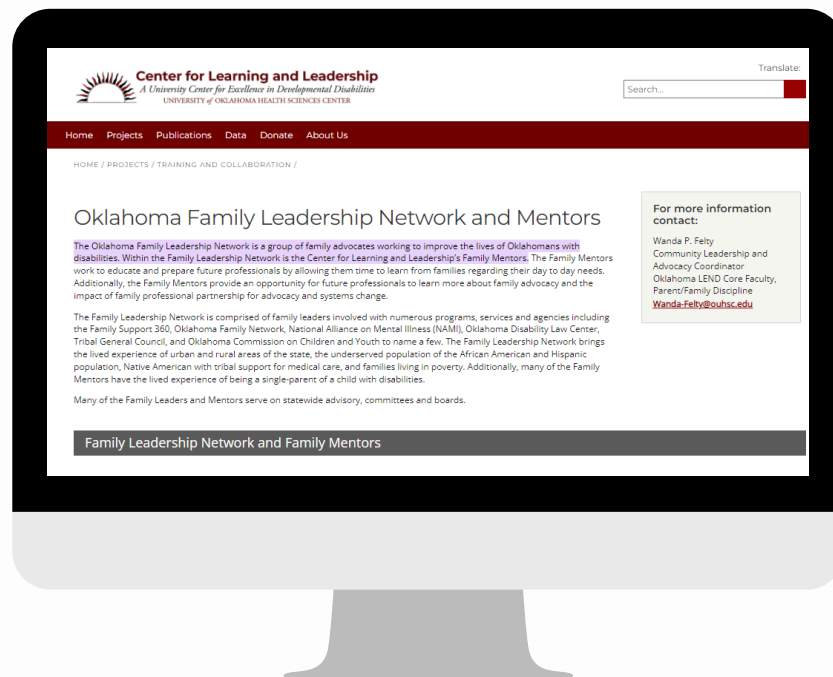 Center for Learning and Leadership
A University Center for Excellence in Developmental Disabilities
UNIVERSITY of OKLAHOMA HEALTH SCIENCES CENTER
Translate:
Search...
Home Projects Publications Data Donate About Us
HOME / PROJECTS / TRAINING AND COLLABORATION /
Oklahoma Family Leadership Network and Mentors
The Oklahoma Family Leadership Network is a group of family advocates working to improve the lives of Oklahomans with
disabilities. Within the Family Leadership Network is the Center for Learning and Leadership's Family Mentors. The Family Mentors
work to educate and prepare future professionals by allowing them time to learn from families regarding their day to day needs.
Additionally, the Family Mentors provide an opportunity for future professionals to learn more about family advocacy and the
impact of family professional partnership for advocacy and systems change.
The Family Leadership Network is comprised of family leaders involved with numerous programs, services and agencies including
the Family Support 360, Oklahoma Family Network, National Alliance on Mental Illness (NAMI), Oklahoma Disability Law Center,
Tribal General Council, and Oklahoma Commission on Children and Youth to name a few. The Family Leadership Network brings
the lived experience of urban and rural areas of the state, the underserved population of the African American and Hispanic
population, Native American with tribal support for medical care, and families living in poverty. Additionally, many of the Family
Mentors have the lived experience of being a single-parent of a child with disabilities.
Many of the Family Leaders and Mentors serve on statewide advisory, committees and boards.
Family Leadership Network and Family Mentors
For more information
contact:
Wanda P. Felty
Community Leadership and
Advocacy Coordinator
Oklahoma LEND Core Faculty,
Parent/Family Discipline
Wanda-Felty@ouhsc.edu